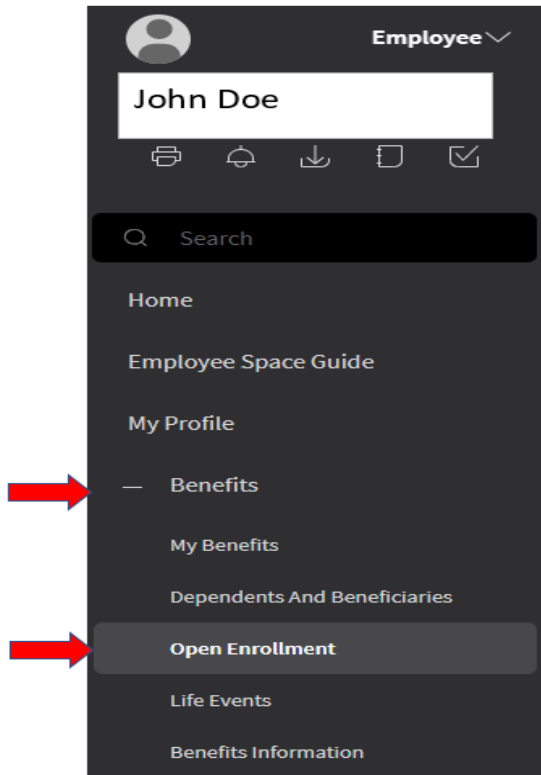 Employee
John Doe
Search
Home
Employee Space Guide
My Profile
Benefits
My Benefits
Dependents And Beneficiaries
Open Enrollment
Life Events
Benefits Information